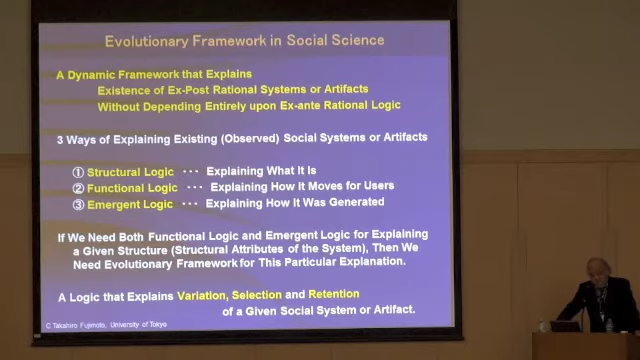 Evolutionary Framework in Social Science
A Dynamic Framework that Explains
Existence of Ex-Post Rational Systems or Artifacts
Without Depending Entirely upon Ex-ante Rational Logic
3 Ways of Explaining Existing (Observed) Social Systems or Artifacts
① Structural Logic ・・・ Explaining What It Is
② Functional Logic ・・・ Explaining How It Moves for Users
③ Emergent Logic ・・・ Explaining How It Was Generated
If We Need Both Functional Logic and Emergent Logic for Explaining
a Given Structure (Structural Attributes of the System), Then We
Need Evolutionary Framework for This Particular Explanation.
A Logic that Explains Variation, Selection and Retention
of a Given Social System or Artifact.
C Takahiro Fujimoto, University of Tokyo